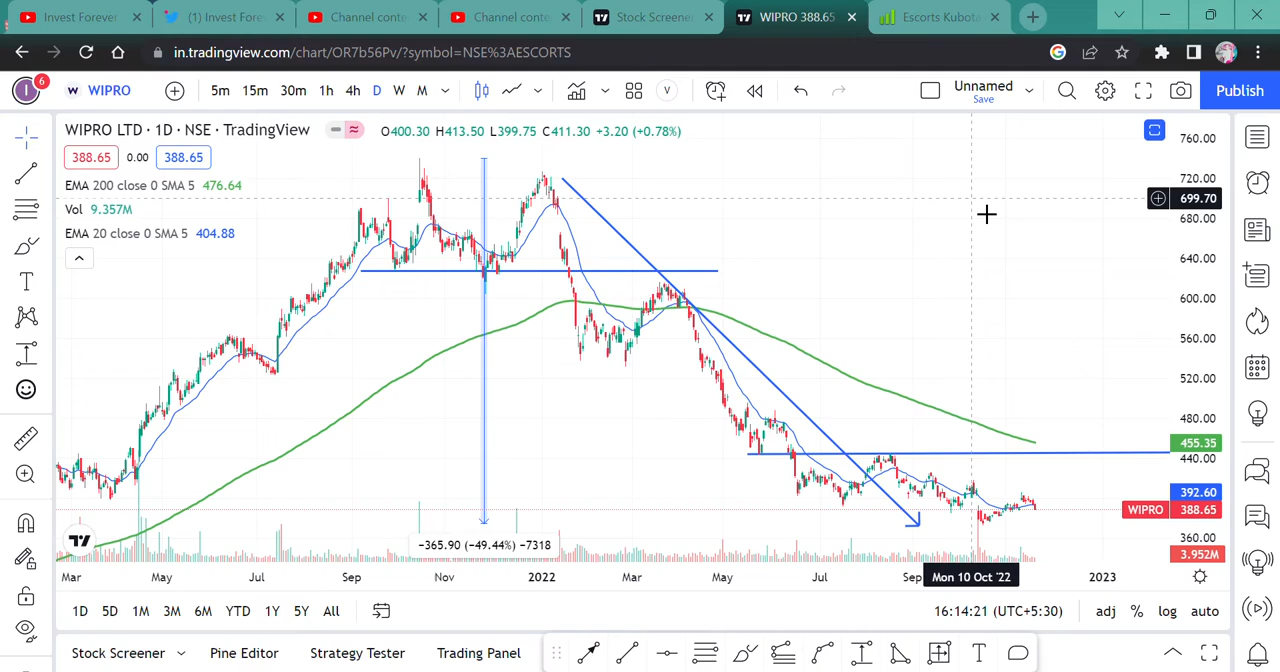 Invest Forever
(1) Invest Fore
Channel conte
Channel conte
Stock Screene
WIPRO 388.65
Escorts Kubota
in.tradingview.com/chart/OR7b56Pv/?symbol=NSE%3AESCORTS
I 6 W WIPRO 5m 15m 30m 1h 4h D W M V Unnamed Save Publish
WIPRO LTD · 1D · NSE · TradingView O400.30 H413.50 L399.75 C411.30 +3.20 (+0.78%)
388.65 0.00 388.65
EMA 200 close 0 SMA 5 476.64
Vol 9.357M
EMA 20 close 0 SMA 5 404.88
760.00
720.00
699.70
680.00
640.00
600.00
560.00
520.00
480.00
455.35
440.00
392.60
WIPRO 388.65
360.00
3.952M
-365.90 (-49.44%) -7318
Mar May Jul Sep Nov 2022 Mar May Jul Sep Mon 10 Oct '22 2023
1D 5D 1M 3M 6M YTD 1Y 5Y All 16:14:21 (UTC+5:30) adj % log auto
Stock Screener Pine Editor Strategy Tester Trading Panel